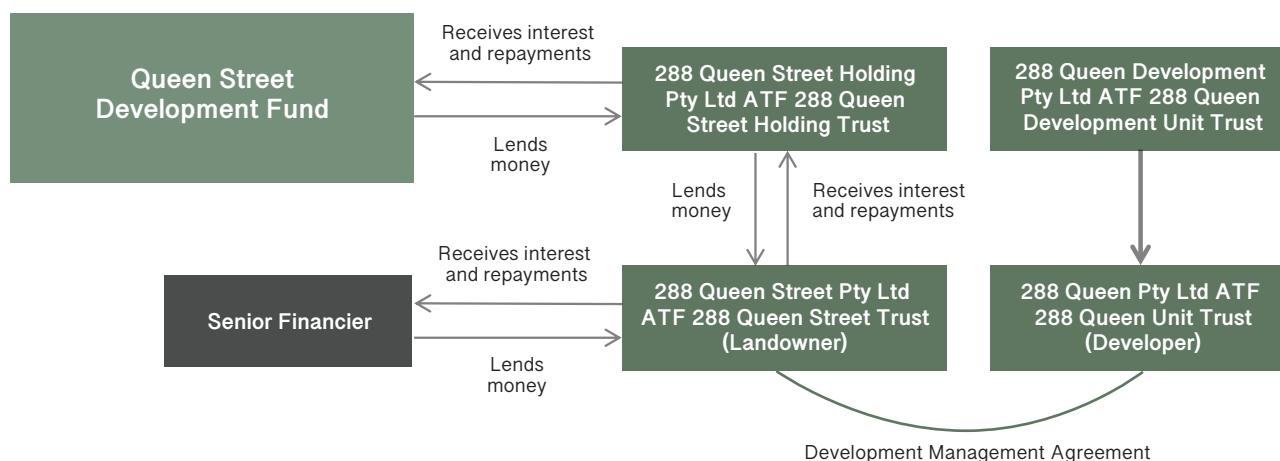 Queen Street
Development Fund
Receives interest
and repayments
Lends
money
288 Queen Street Holding
Pty Ltd ATF 288 Queen
Street Holding Trust
288 Queen Development
Pty Ltd ATF 288 Queen
Development Unit Trust
Lends
money
Receives interest
and repayments
Senior Financier
Receives interest
and repayments
Lends
money
288 Queen Street Pty Ltd
ATF 288 Queen Street Trust
(Landowner)
288 Queen Pty Ltd ATF
288 Queen Unit Trust
(Developer)
Development Management Agreement